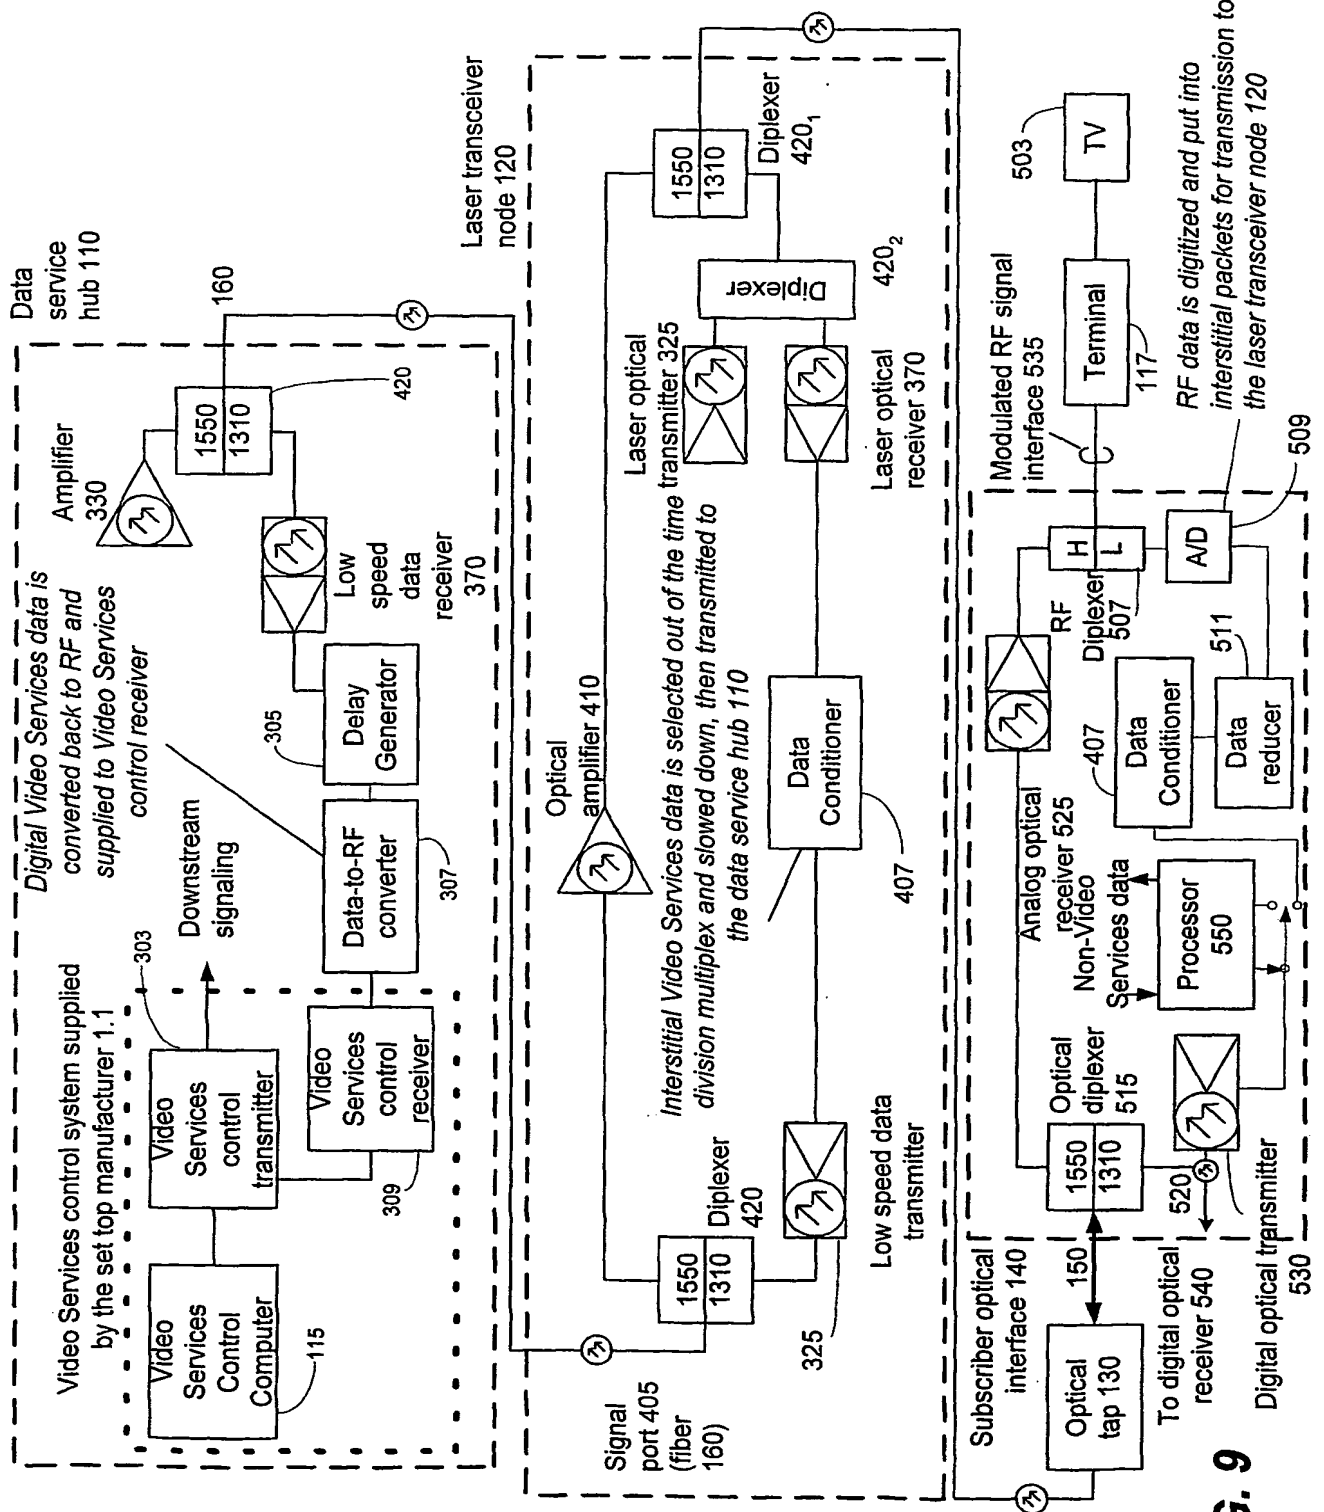 Data
service
hub 110
Digital Video Services data is
converted back to RF and
supplied to Video Services
control receiver
Video Services control system supplied
by the set top manufacturer 1.1
Video
Services
Control
Computer
115
Video
Services
control
transmitter
303
Downstream
signaling
Video
Services
control
receiver
309
Data-to-RF
converter
307
Delay
Generator
305
Low
speed
data
receiver
370
Amplifier
330
1550
1310
420
160
Laser transceiver
node 120
Signal
port 405
(fiber
160)
1550
1310
Diplexer
420
Optical
amplifier 410
Low speed data
transmitter
325
Interstitial Video Services data is selected out of the time
division multiplex and slowed down, then transmitted to
the data service hub 110
Data
Conditioner
407
Laser optical
transmitter 325
Laser optical
receiver 370
Diplexer
420₂
1550
1310
Diplexer
420₁
Subscriber optical
interface 140
Optical
tap 130
150
1550
1310
Optical
diplexer
515
520
To digital optical
receiver 540
Digital optical transmitter
530
Analog optical
receiver 525
Non-Video
Services data
Processor
550
Data
Conditioner
407
Data
reducer
511
RF
Diplexer
507
H
L
A/D
509
Modulated RF signal
interface 535
Terminal
117
TV
503
RF data is digitized and put into
interstitial packets for transmission to
the laser transceiver node 120
G. 9